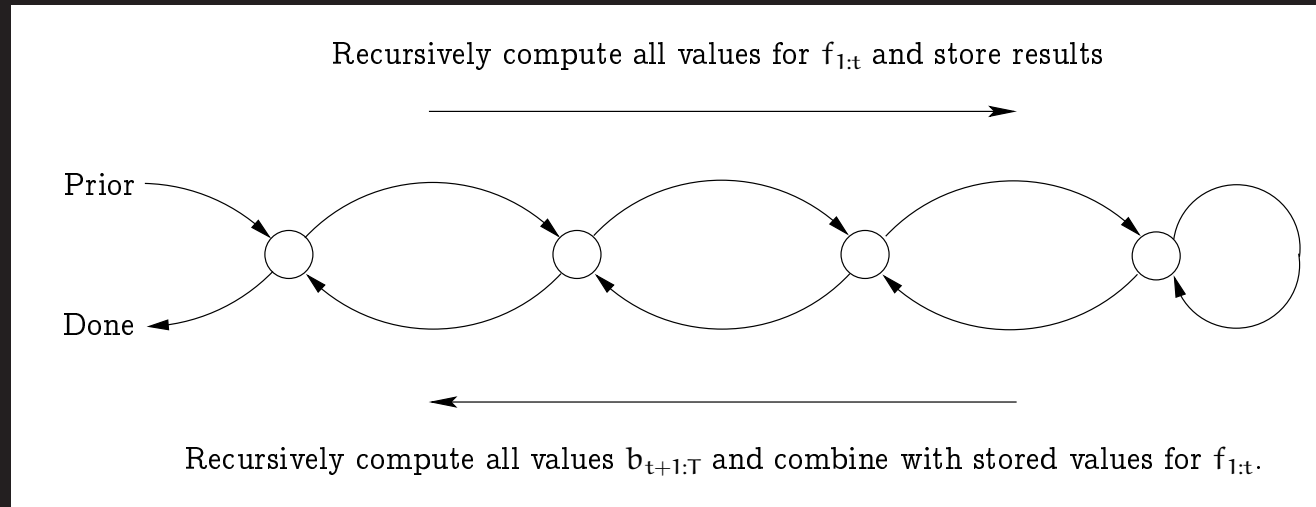 Recursively compute all values for f₁:ₜ and store results
Prior
Done
Recursively compute all values bₜ₊₁:T and combine with stored values for f₁:ₜ.